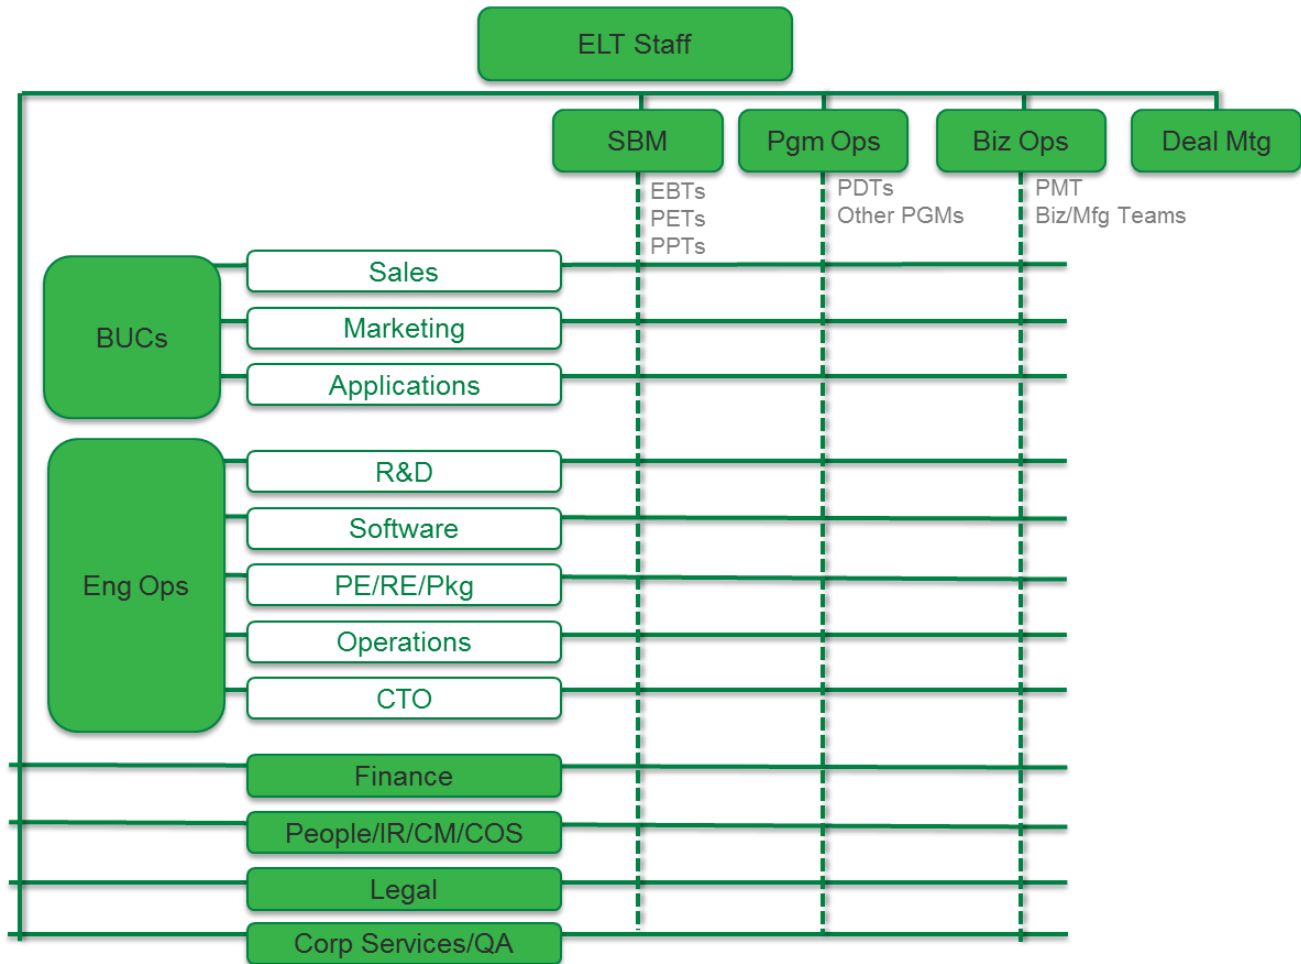 ELT Staff
SBM
Pgm Ops
Biz Ops
Deal Mtg
EBTs
PETs
PPTs
PDTs
Other PGMs
PMT
Biz/Mfg Teams
BUCs
Sales
Marketing
Applications
Eng Ops
R&D
Software
PE/RE/Pkg
Operations
CTO
Finance
People/IR/CM/COS
Legal
Corp Services/QA